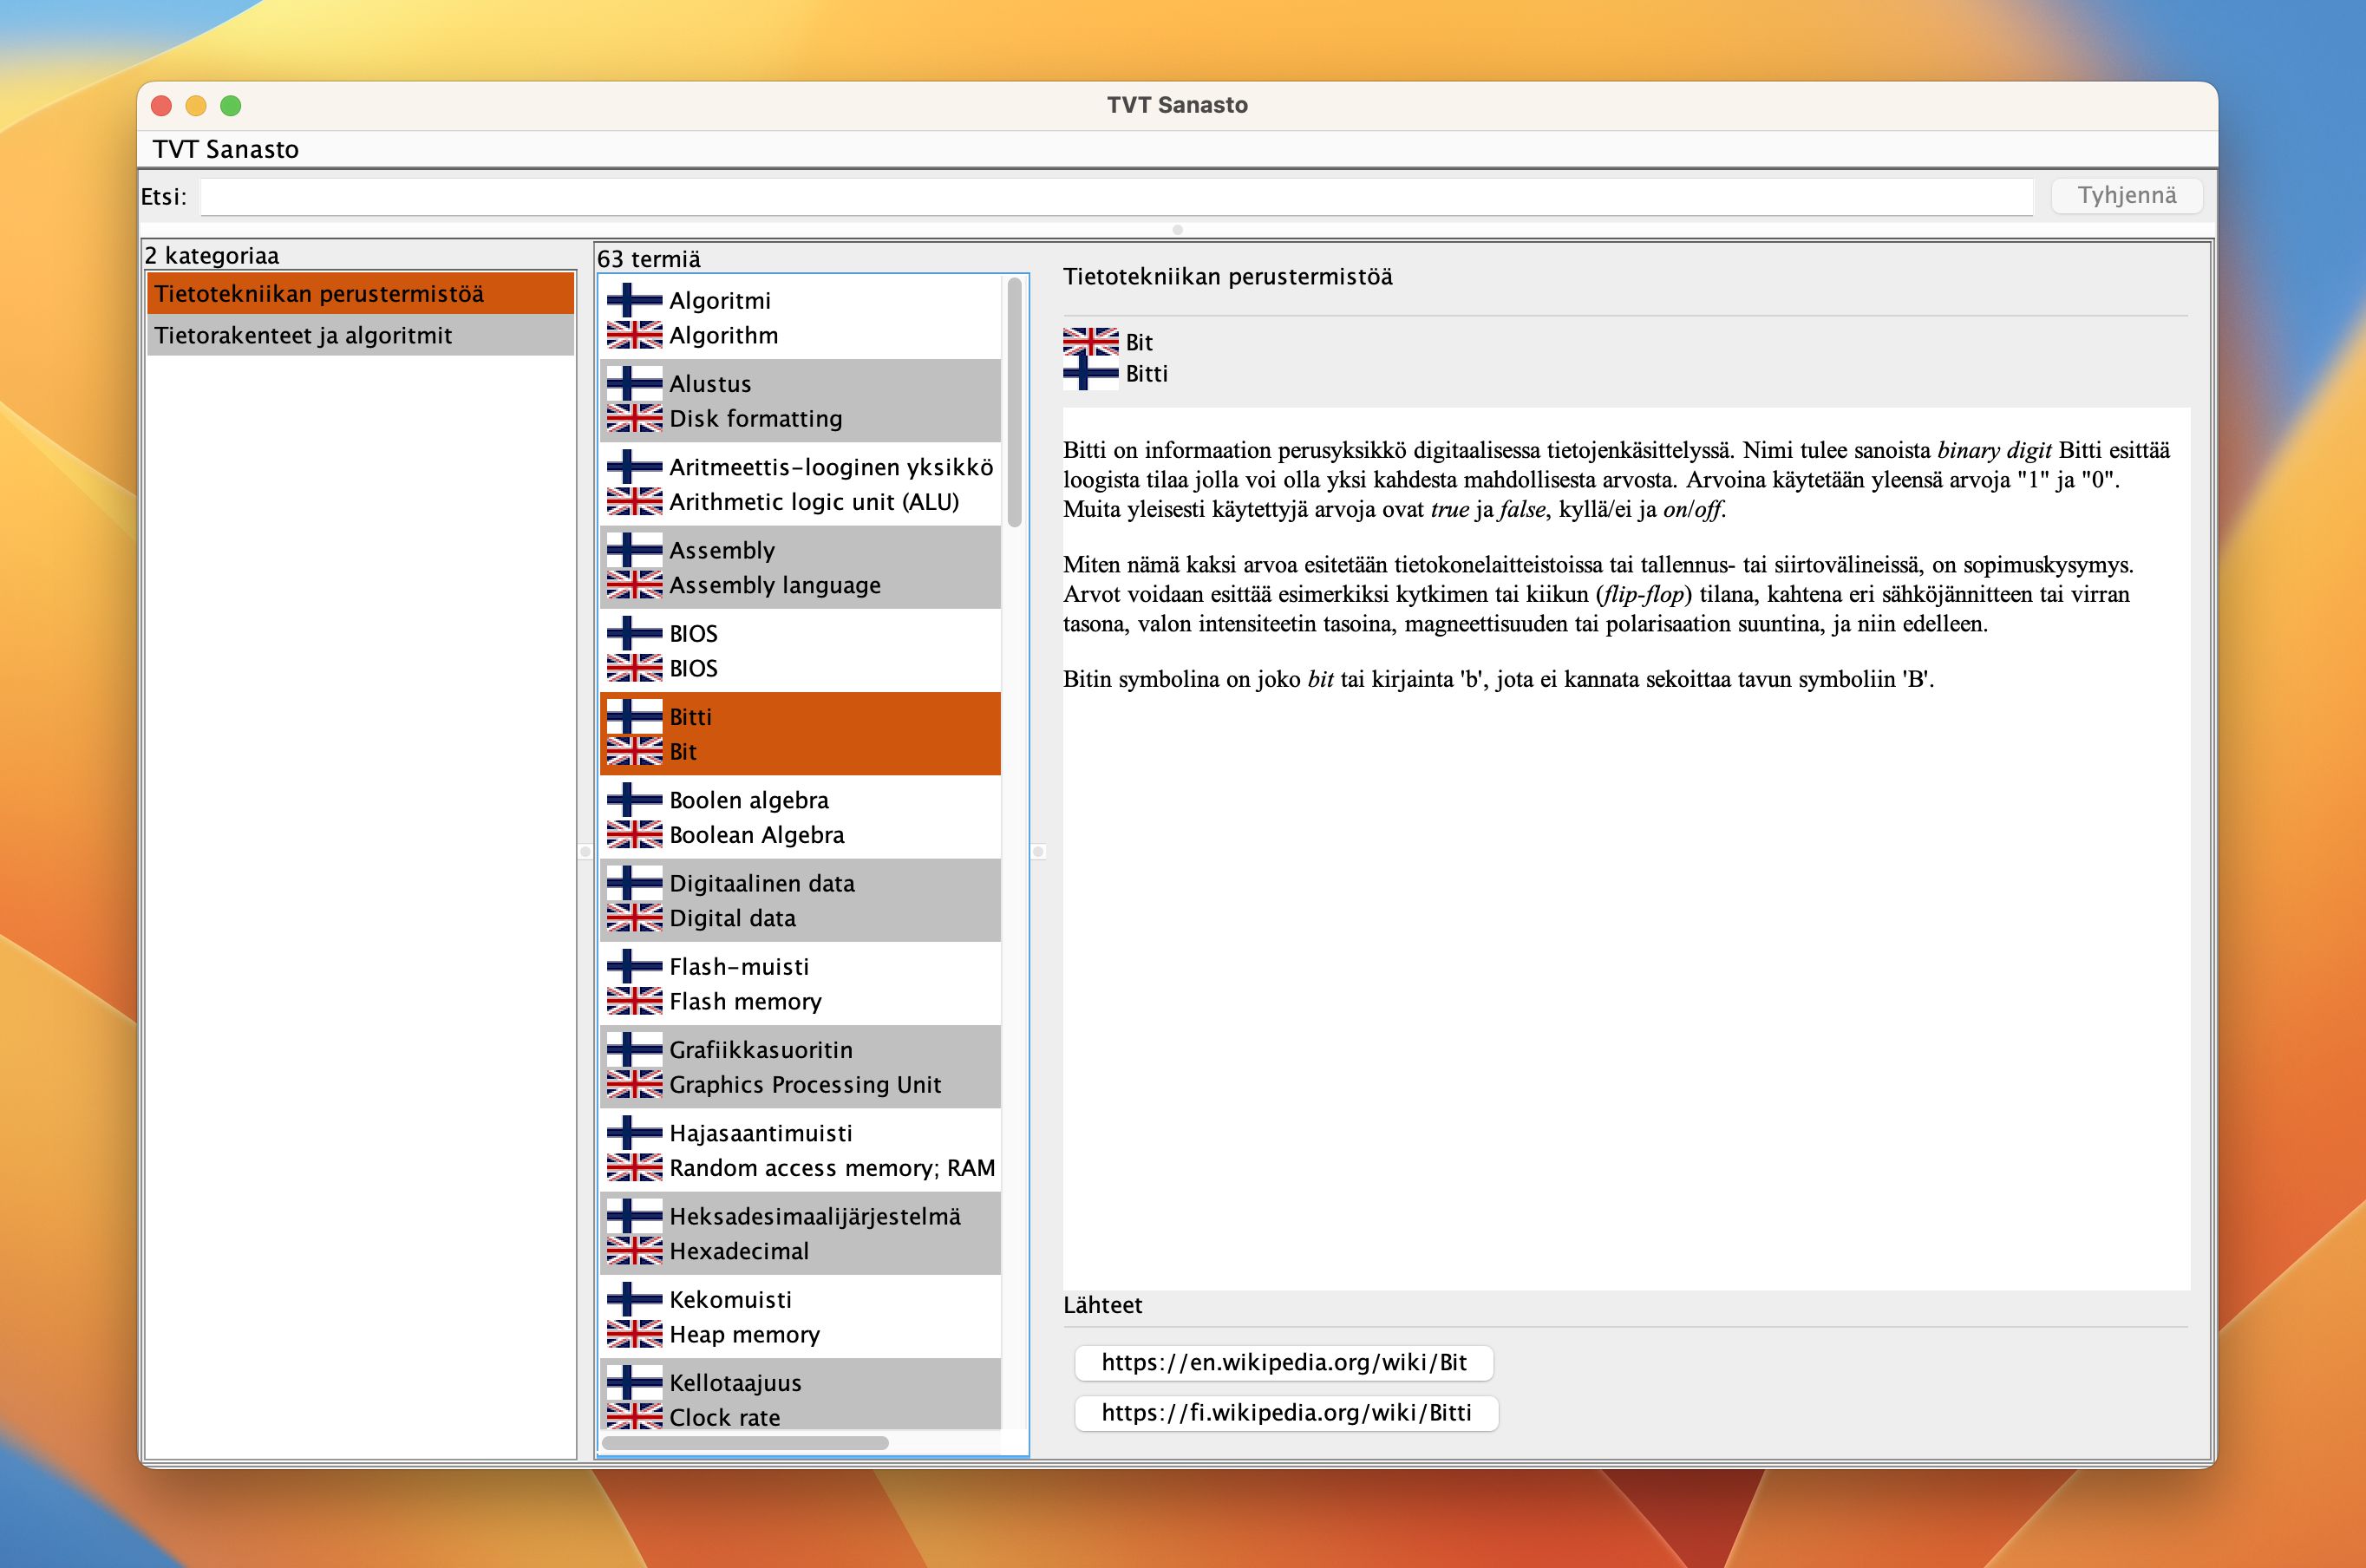 TVT Sanasto
TVT Sanasto
Etsi:
Tyhjennä
2 kategoriaa
Tietotekniikan perustermistöä
Tietorakenteet ja algoritmit
63 termiä
Algoritmi
Algorithm
Alustus
Disk formatting
Aritmeettis-looginen yksikkö
Arithmetic logic unit (ALU)
Assembly
Assembly language
BIOS
BIOS
Bitti
Bit
Boolen algebra
Boolean Algebra
Digitaalinen data
Digital data
Flash-muisti
Flash memory
Grafiikkasuoritin
Graphics Processing Unit
Hajasaantimuisti
Random access memory; RAM
Heksadesimaalijärjestelmä
Hexadecimal
Kekomuisti
Heap memory
Kellotaajuus
Clock rate
Tietotekniikan perustermistöä
Bit
Bitti
Bitti on informaation perusyksikkö digitaalisessa tietojenkäsittelyssä. Nimi tulee sanoista binary digit Bitti esittää
loogista tilaa jolla voi olla yksi kahdesta mahdollisesta arvosta. Arvoina käytetään yleensä arvoja "1" ja "0".
Muita yleisesti käytettyjä arvoja ovat true ja false, kyllä/ei ja on/off.
Miten nämä kaksi arvoa esitetään tietokonelaitteistoissa tai tallennus- tai siirtovälineissä, on sopimuskysymys.
Arvot voidaan esittää esimerkiksi kytkimen tai kiikun (flip-flop) tilana, kahtena eri sähköjännitteen tai virran
tasona, valon intensiteetin tasoina, magneettisuuden tai polarisaation suuntina, ja niin edelleen.
Bitin symbolina on joko bit tai kirjainta 'b', jota ei kannata sekoittaa tavun symboliin 'B'.
Lähteet
https://en.wikipedia.org/wiki/Bit
https://fi.wikipedia.org/wiki/Bitti